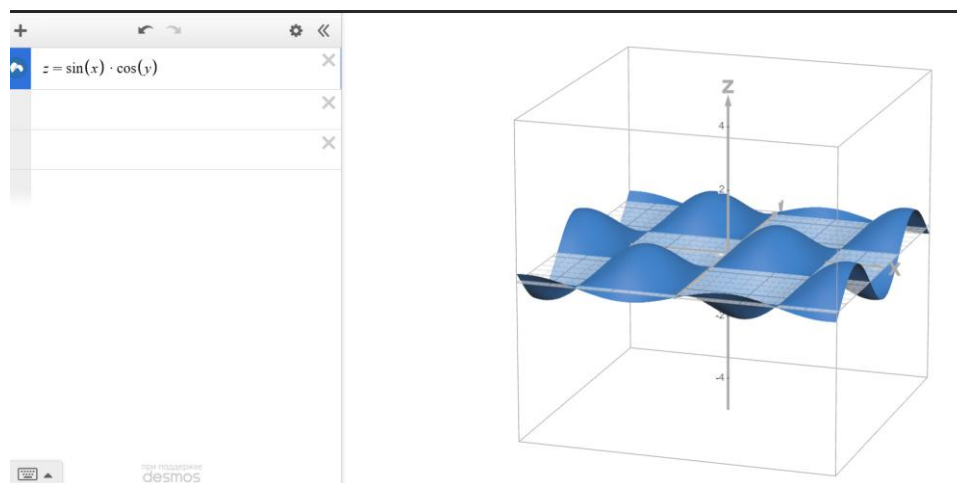 z = sin(x) · cos(y)
z
4
2
-2
-4
x
при поддержке
desmos